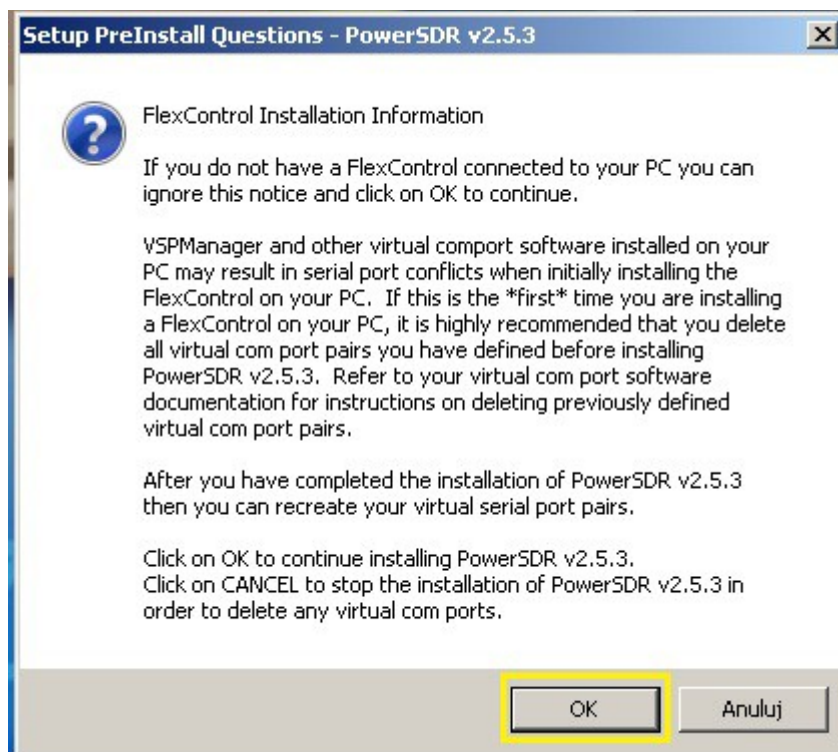 Setup PreInstall Questions - PowerSDR v2.5.3
FlexControl Installation Information
If you do not have a FlexControl connected to your PC you can
ignore this notice and click on OK to continue.
VSPManager and other virtual comport software installed on your
PC may result in serial port conflicts when initially installing the
FlexControl on your PC.  If this is the *first* time you are installing
a FlexControl on your PC, it is highly recommended that you delete
all virtual com port pairs you have defined before installing
PowerSDR v2.5.3.  Refer to your virtual com port software
documentation for instructions on deleting previously defined
virtual com port pairs.
After you have completed the installation of PowerSDR v2.5.3
then you can recreate your virtual serial port pairs.
Click on OK to continue installing PowerSDR v2.5.3.
Click on CANCEL to stop the installation of PowerSDR v2.5.3 in
order to delete any virtual com ports.
OK
Anuluj